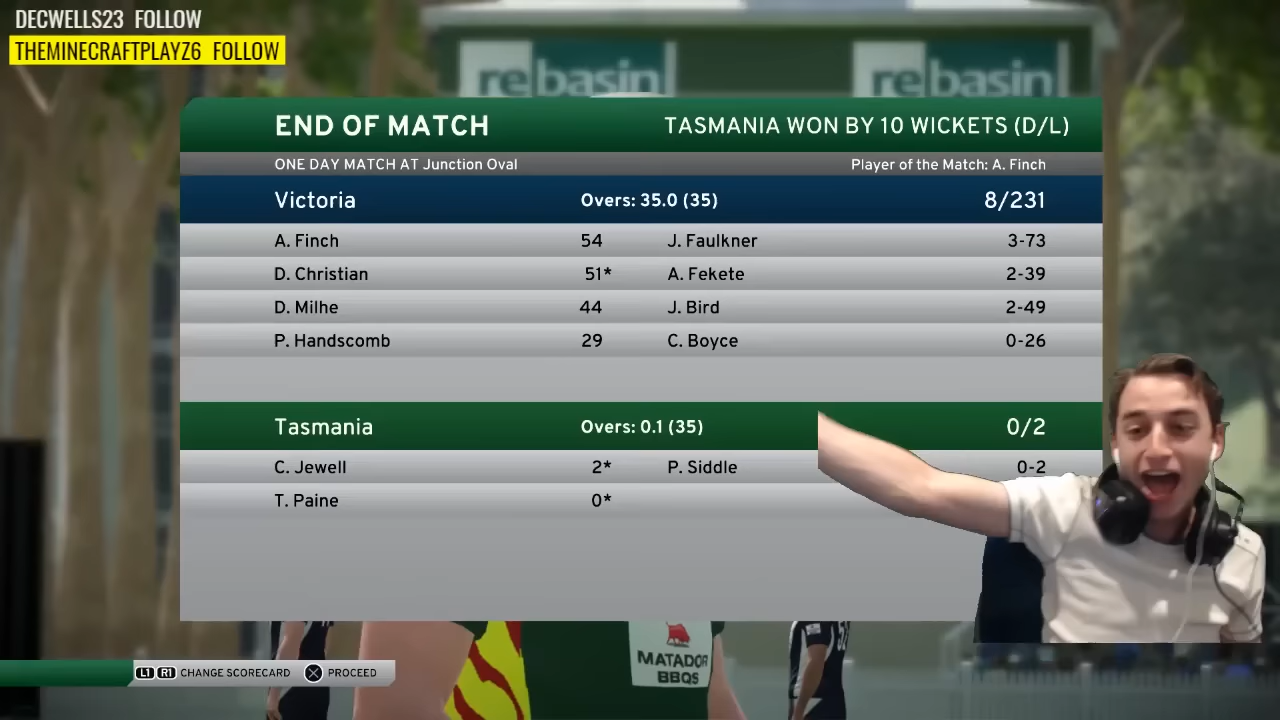 DECWELLS23 FOLLOW
THEMINECRAFTPLAYZ6 FOLLOW
rebasin rebasin
END OF MATCH TASMANIA WON BY 10 WICKETS (D/L)
ONE DAY MATCH AT Junction Oval Player of the Match: A. Finch
Victoria Overs: 35.0 (35) 8/231
A. Finch 54 J. Faulkner 3-73
D. Christian 51* A. Fekete 2-39
D. Milhe 44 J. Bird 2-49
P. Handscomb 29 C. Boyce 0-26
Tasmania Overs: 0.1 (35) 0/2
C. Jewell 2* P. Siddle 0-2
T. Paine 0*
MATADOR
BBQS
L1 R1 CHANGE SCORECARD PROCEED